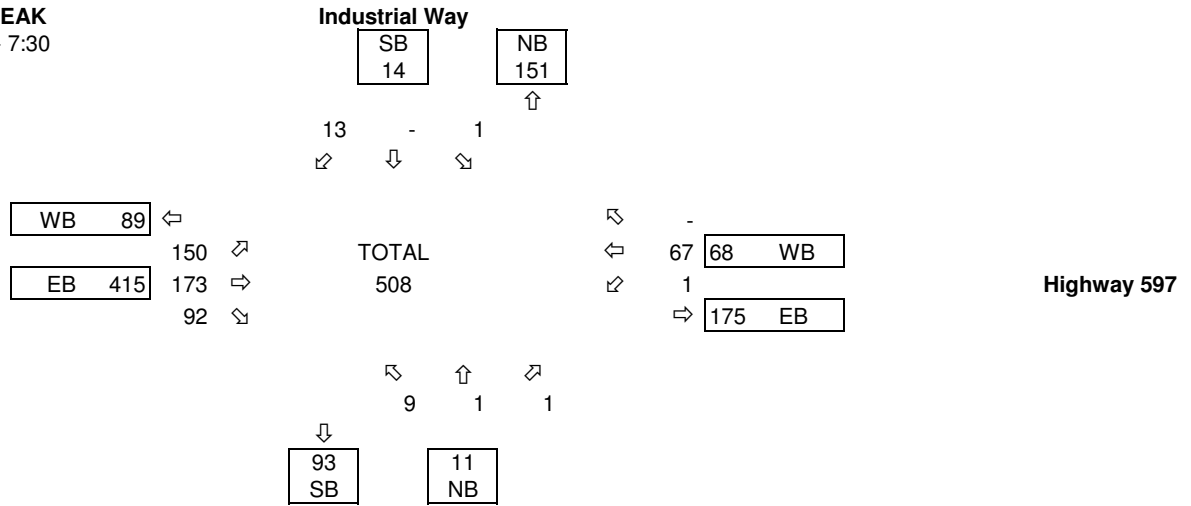 EAK Industrial Way
7:30 SB NB
14 151
⇧
13 - 1
⬃ ⇩ ⬂
WB 89 ⇦ ⬁ -
150 ⬀ TOTAL ⇦ 67 68 WB
EB 415 173 ⇨ 508 ⬃ 1 Highway 597
92 ⬂ ⇨ 175 EB
⬁ ⇧ ⬀
9 1 1
⇩
93 11
SB NB